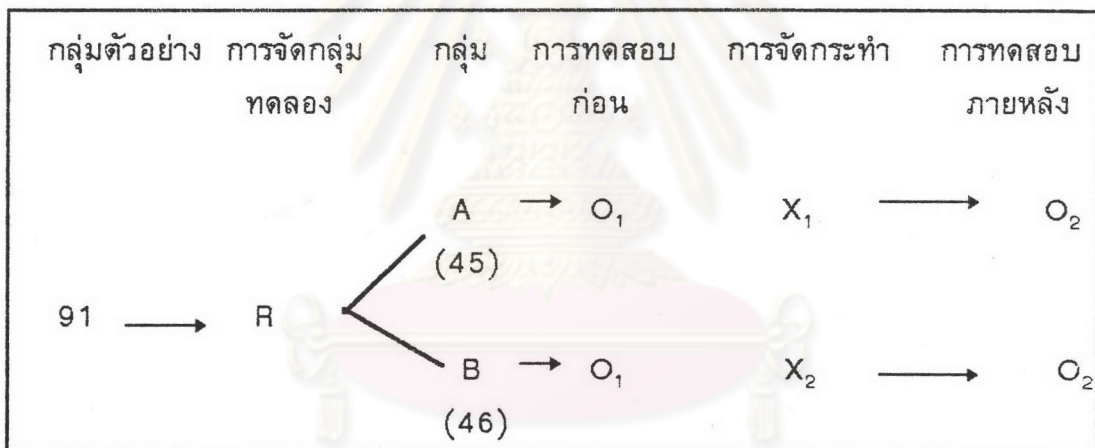 กลุ่มตัวอย่าง การจัดกลุ่ม กลุ่ม การทดสอบ การจัดกระทำ การทดสอบ
ทดลอง ก่อน ภายหลัง
A → O₁ X₁ → O₂
(45)
91 → R
B → O₁ X₂ → O₂
(46)